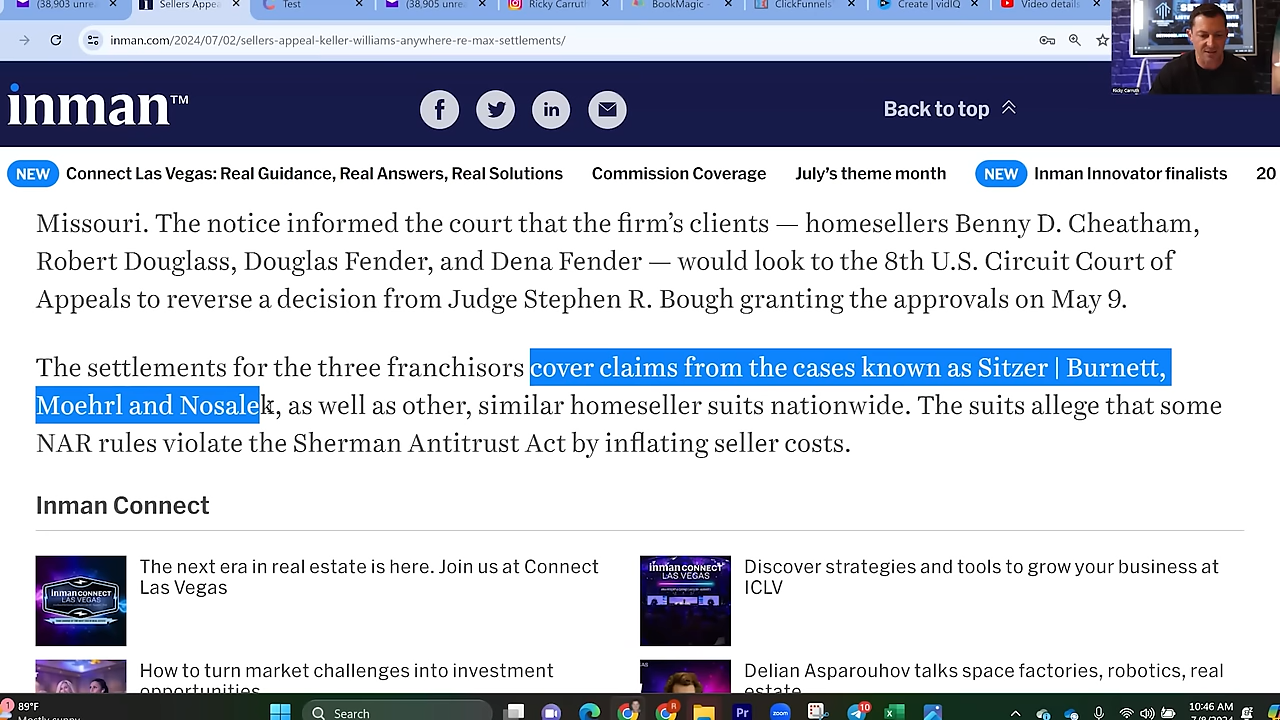 (38,903 unrea
Sellers Appea
Test
(38,905 unrea
Ricky Carruth
BookMagic -
ClickFunnels
Create | vidIQ
Video details
inman.com/2024/07/02/sellers-appeal-keller-williams-anywhere-re-max-settlements/
Ricky Carruth
inman™
Back to top
NEW Connect Las Vegas: Real Guidance, Real Answers, Real Solutions Commission Coverage July's theme month NEW Inman Innovator finalists 20
Missouri. The notice informed the court that the firm's clients — homesellers Benny D. Cheatham,
Robert Douglass, Douglas Fender, and Dena Fender — would look to the 8th U.S. Circuit Court of
Appeals to reverse a decision from Judge Stephen R. Bough granting the approvals on May 9.
The settlements for the three franchisors cover claims from the cases known as Sitzer | Burnett,
Moehrl and Nosalek, as well as other, similar homeseller suits nationwide. The suits allege that some
NAR rules violate the Sherman Antitrust Act by inflating seller costs.
Inman Connect
The next era in real estate is here. Join us at Connect
Las Vegas
Discover strategies and tools to grow your business at
ICLV
How to turn market challenges into investment
opportunities
Delian Asparouhov talks space factories, robotics, real
estate
89°F
Mostly sunny
Search
10:46 AM